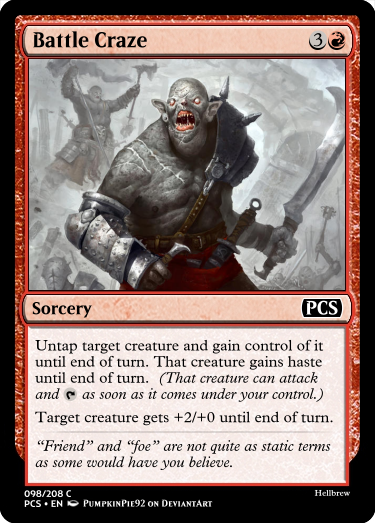 Battle Craze 3
Sorcery PCS
Untap target creature and gain control of it
until end of turn. That creature gains haste
until end of turn. (That creature can attack
and as soon as it comes under your control.)
Target creature gets +2/+0 until end of turn.
“Friend” and “foe” are not quite as static terms
as some would have you believe.
098/208 C Hellbrew
PCS • EN PumpkinPie92 on DeviantArt